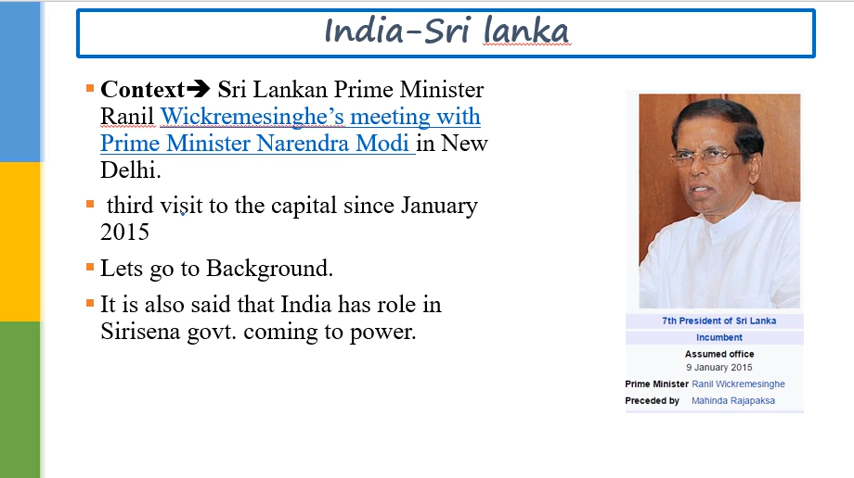 India-Sri lanka
Context➔ Sri Lankan Prime Minister
Ranil Wickremesinghe’s meeting with
Prime Minister Narendra Modi in New
Delhi.
third visit to the capital since January
2015
Lets go to Background.
It is also said that India has role in
Sirisena govt. coming to power.
7th President of Sri Lanka
Incumbent
Assumed office
9 January 2015
Prime Minister Ranil Wickremesinghe
Preceded by Mahinda Rajapaksa